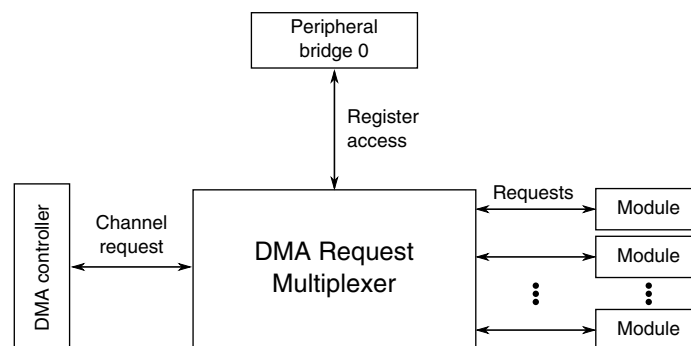 Peripheral
bridge 0
Register
access
Requests
Module
Channel
request
DMA controller
DMA Request
Multiplexer
Module
Module